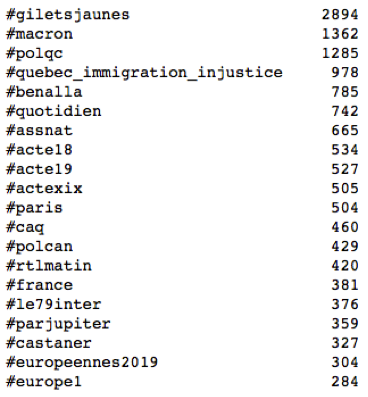 #giletsjaunes 2894
#macron 1362
#polqc 1285
#quebec_immigration_injustice 978
#benalla 785
#quotidien 742
#assnat 665
#acte18 534
#acte19 527
#actexix 505
#paris 504
#caq 460
#polcan 429
#rtlmatin 420
#france 381
#le79inter 376
#parjupiter 359
#castaner 327
#europeennes2019 304
#europe1 284